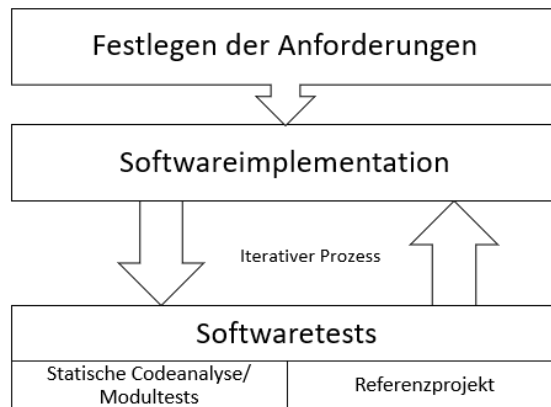 Festlegen der Anforderungen
Softwareimplementation
Iterativer Prozess
Softwaretests
Statische Codeanalyse/
Modultests
Referenzprojekt